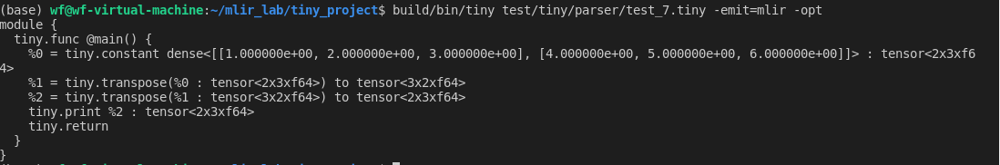 (base) wf@wf-virtual-machine:~/mlir_lab/tiny_project$ build/bin/tiny test/tiny/parser/test_7.tiny -emit=mlir -opt
module {
  tiny.func @main() {
    %0 = tiny.constant dense<[[1.000000e+00, 2.000000e+00, 3.000000e+00], [4.000000e+00, 5.000000e+00, 6.000000e+00]]> : tensor<2x3xf6
4>
    %1 = tiny.transpose(%0 : tensor<2x3xf64>) to tensor<3x2xf64>
    %2 = tiny.transpose(%1 : tensor<3x2xf64>) to tensor<2x3xf64>
    tiny.print %2 : tensor<2x3xf64>
    tiny.return
  }
}